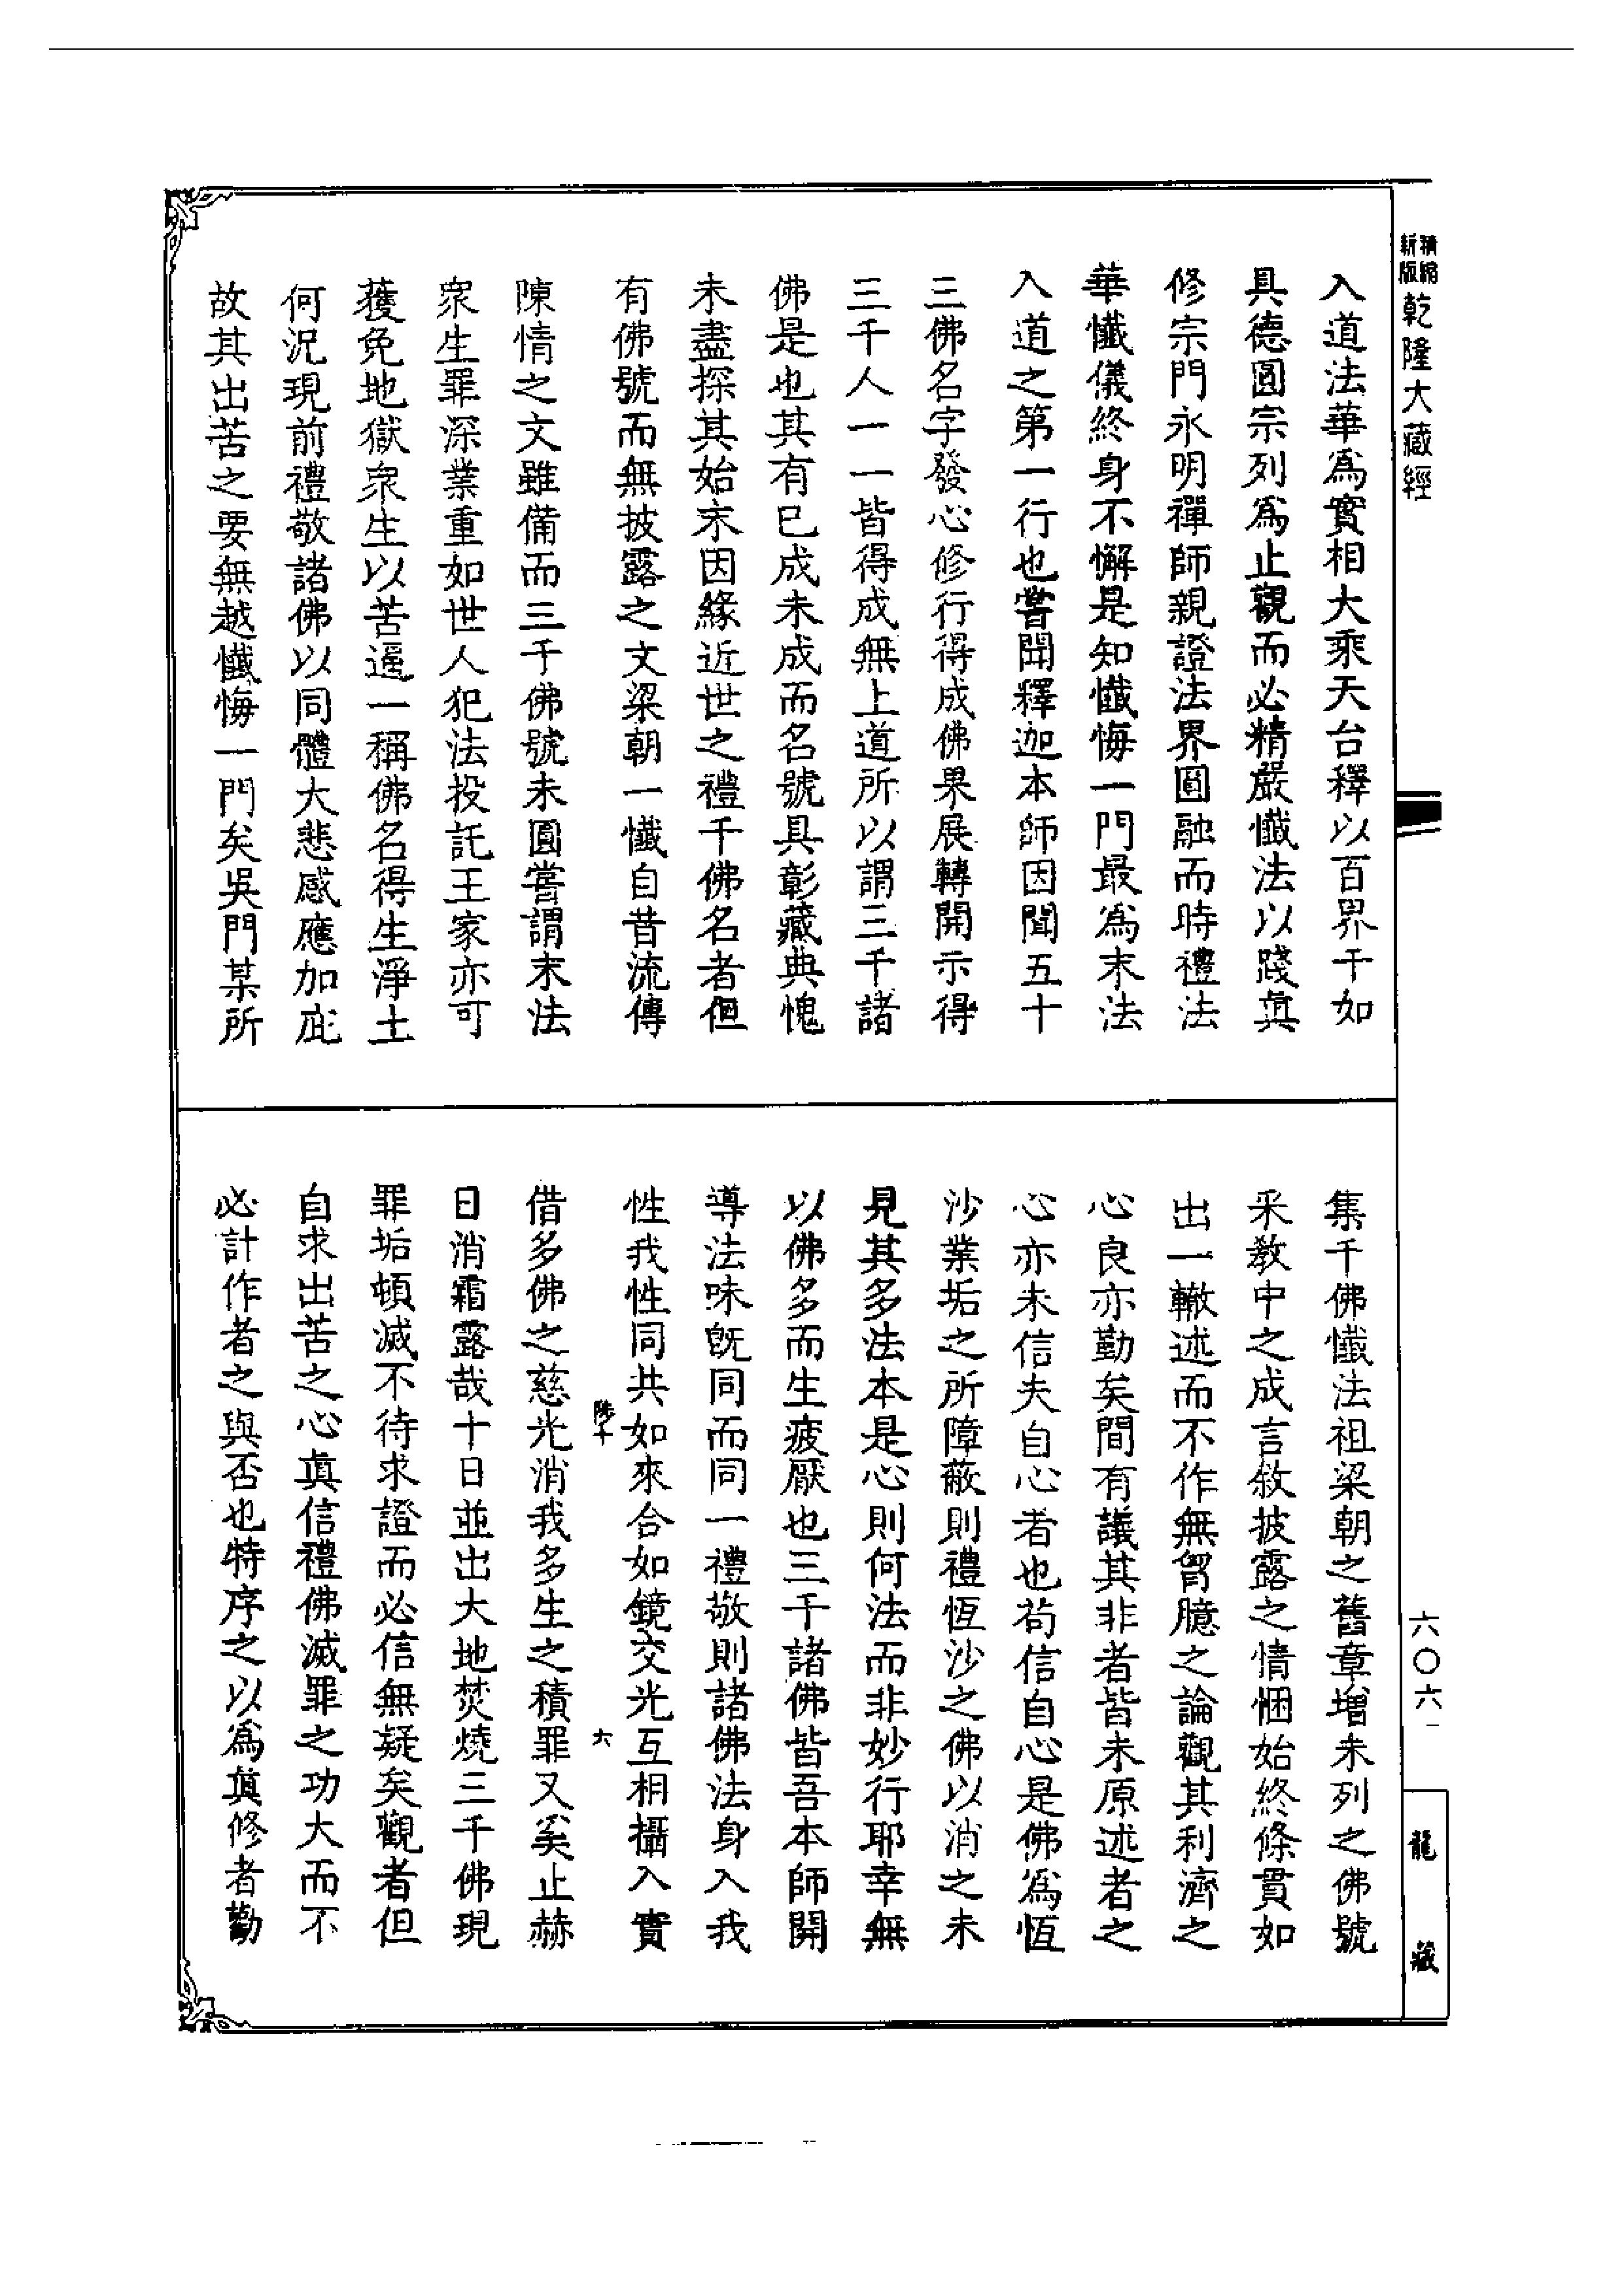 精縮新版乾隆大藏經
入道法華爲實相大乘天台釋以百界千如
具德圓宗列爲止觀而必精嚴懺法以踐眞
修宗門永明禪師親證法界圓融而時禮法
華懺儀終身不懈是知懺悔一門最爲末法
入道之第一行也嘗聞釋迦本師因聞五十
三佛名字發心修行得成佛果展轉開示得
三千人一一皆得成無上道所以謂三千諸
佛是也其有已成未成而名號具彰藏典愧
未盡探其始末因緣近世之禮千佛名者但
有佛號而無披露之文梁朝一懺自昔流傳
陳情之文雖備而三千佛號未圓嘗謂末法
衆生罪深業重如世人犯法投託王家亦可
獲免地獄衆生以苦逼一稱佛名得生淨土
何況現前禮敬諸佛以同體大悲感應加庇
故其出苦之要無越懺悔一門矣吳門某所
集千佛懺法祖梁朝之舊章增未列之佛號
采教中之成言敘披露之情悃始終條貫如
出一轍述而不作無胷臆之論觀其利濟之
心良亦勤矣間有議其非者皆未原述者之
心亦未信夫自心者也苟信自心是佛爲恆
沙業垢之所障蔽則禮恆沙之佛以消之未
見其多法本是心則何法而非妙行耶幸無
以佛多而生疲厭也三千諸佛皆吾本師開
導法味旣同而同一禮敬則諸佛法身入我
性我性同共如來合如鏡交光互相攝入實
六
借多佛之慈光消我多生之積罪又奚止赫
日消霜露哉十日並出大地焚燒三千佛現
罪垢頓滅不待求證而必信無疑矣觀者但
自求出苦之心眞信禮佛滅罪之功大而不
必計作者之與否也特序之以爲眞修者勸
六〇六
龍藏